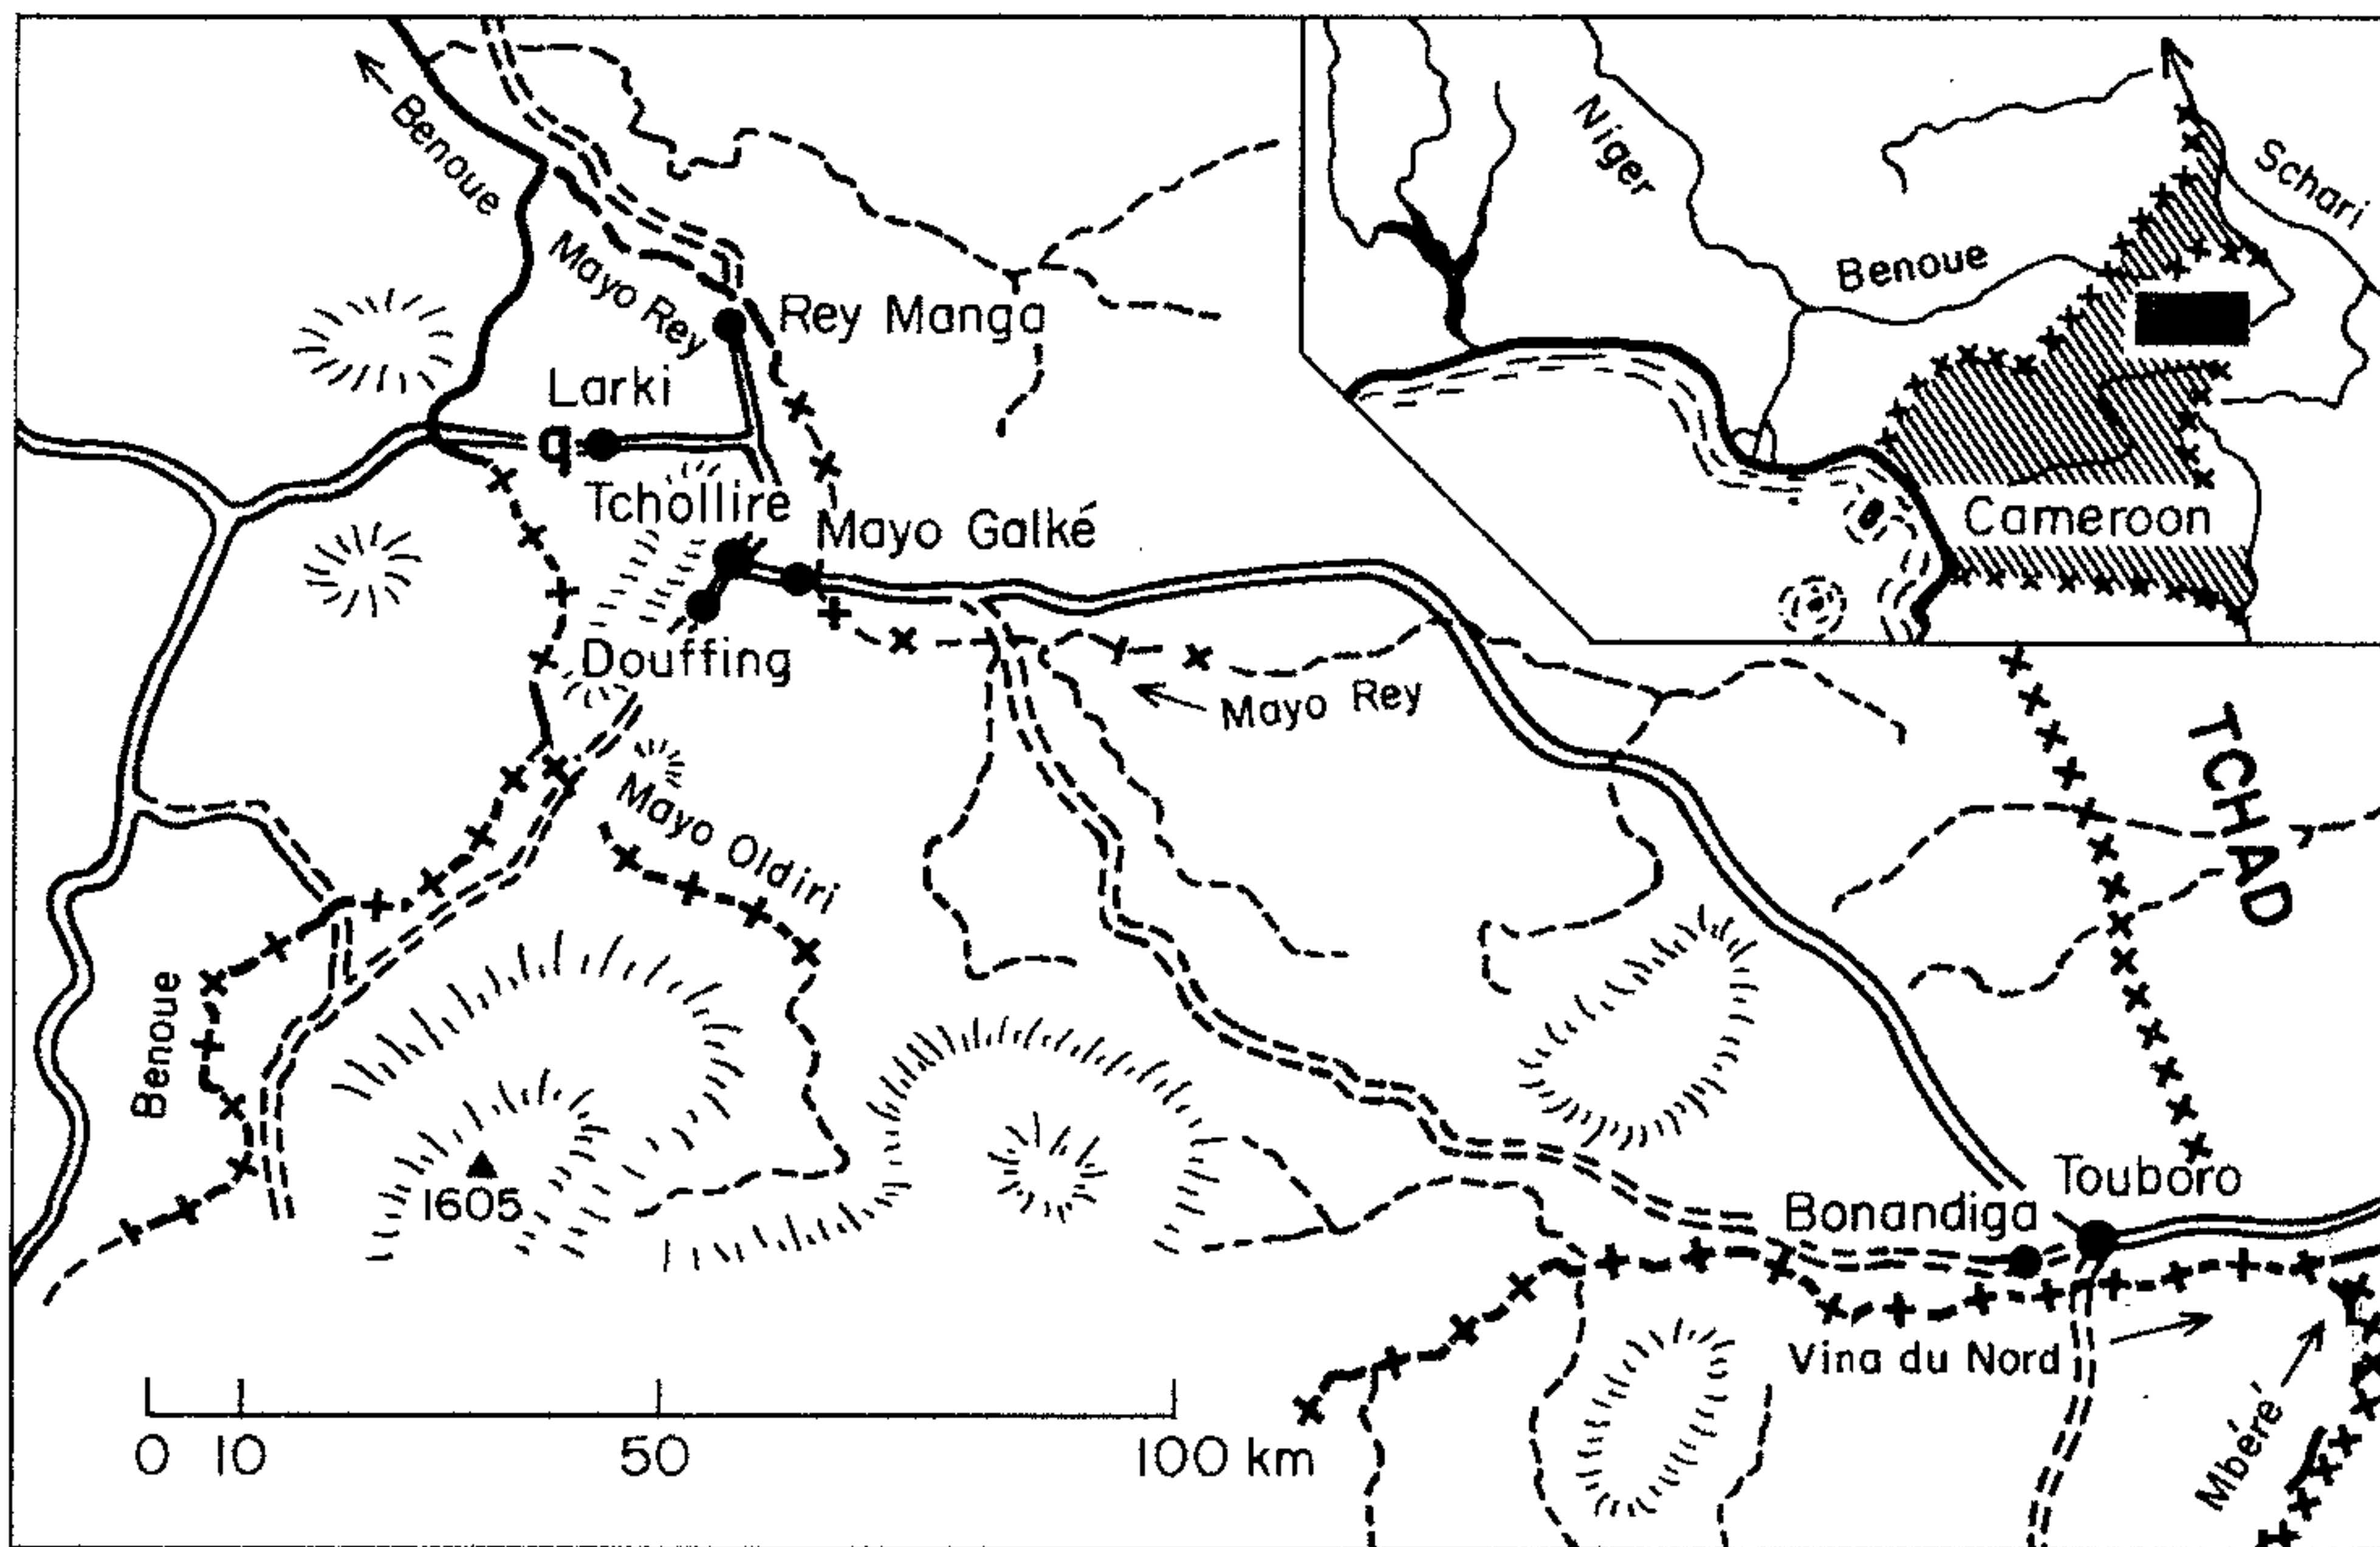 Benoue
Mayo Rey
Rey Manga
Larki
q
Tchollire
Mayo Galké
Douffing
Mayo Rey
Mayo Oldiri
Benoue
1605
Niger
Benoue
Schari
Cameroon
TCHAD
Touboro
Bonandiga
Vina du Nord
Mbéré
0 10 50 100 km